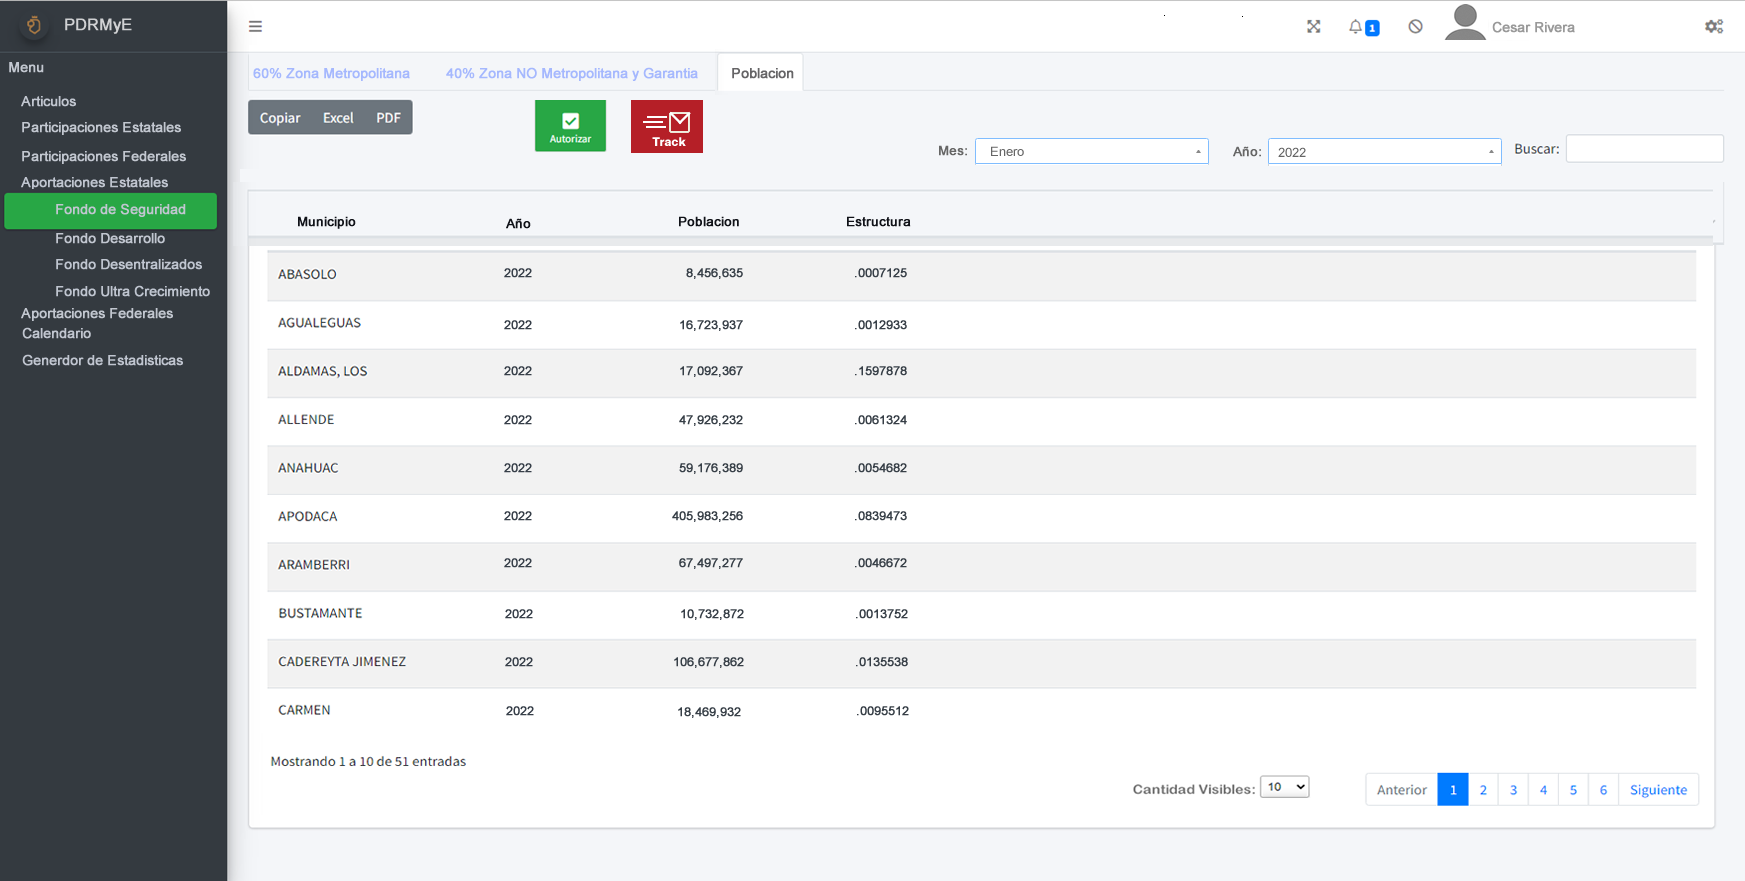 PDRMyE
1
Cesar Rivera
Menu
Articulos
Participaciones Estatales
Participaciones Federales
Aportaciones Estatales
Fondo de Seguridad
Fondo Desarrollo
Fondo Desentralizados
Fondo Ultra Crecimiento
Aportaciones Federales
Calendario
Generdor de Estadisticas
60% Zona Metropolitana 40% Zona NO Metropolitana y Garantia Poblacion
Copiar Excel PDF
Autorizar
Track
Mes: Enero Año: 2022 Buscar:
Municipio Año Poblacion Estructura
ABASOLO 2022 8,456,635 .0007125
AGUALEGUAS 2022 16,723,937 .0012933
ALDAMAS, LOS 2022 17,092,367 .1597878
ALLENDE 2022 47,926,232 .0061324
ANAHUAC 2022 59,176,389 .0054682
APODACA 2022 405,983,256 .0839473
ARAMBERRI 2022 67,497,277 .0046672
BUSTAMANTE 2022 10,732,872 .0013752
CADEREYTA JIMENEZ 2022 106,677,862 .0135538
CARMEN 2022 18,469,932 .0095512
Mostrando 1 a 10 de 51 entradas
Cantidad Visibles: 10 Anterior 1 2 3 4 5 6 Siguiente